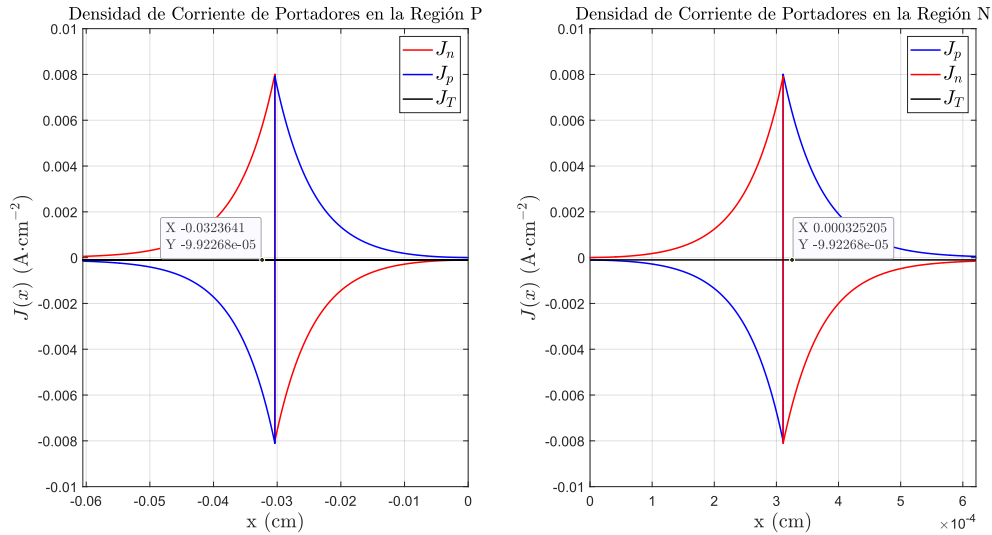 Densidad de Corriente de Portadores en la Región P
0.01
0.008
0.006
0.004
0.002
0
-0.002
-0.004
-0.006
-0.008
-0.01
J(x) (A·cm⁻²)
J_n
J_p
J_T
X -0.0323641
Y -9.92268e-05
-0.06
-0.05
-0.04
-0.03
-0.02
-0.01
0
x (cm)
Densidad de Corriente de Portadores en la Región N
0.01
0.008
0.006
0.004
0.002
0
-0.002
-0.004
-0.006
-0.008
-0.01
J(x) (A·cm⁻²)
J_p
J_n
J_T
X 0.000325205
Y -9.92268e-05
0
1
2
3
4
5
6
×10⁻⁴
x (cm)